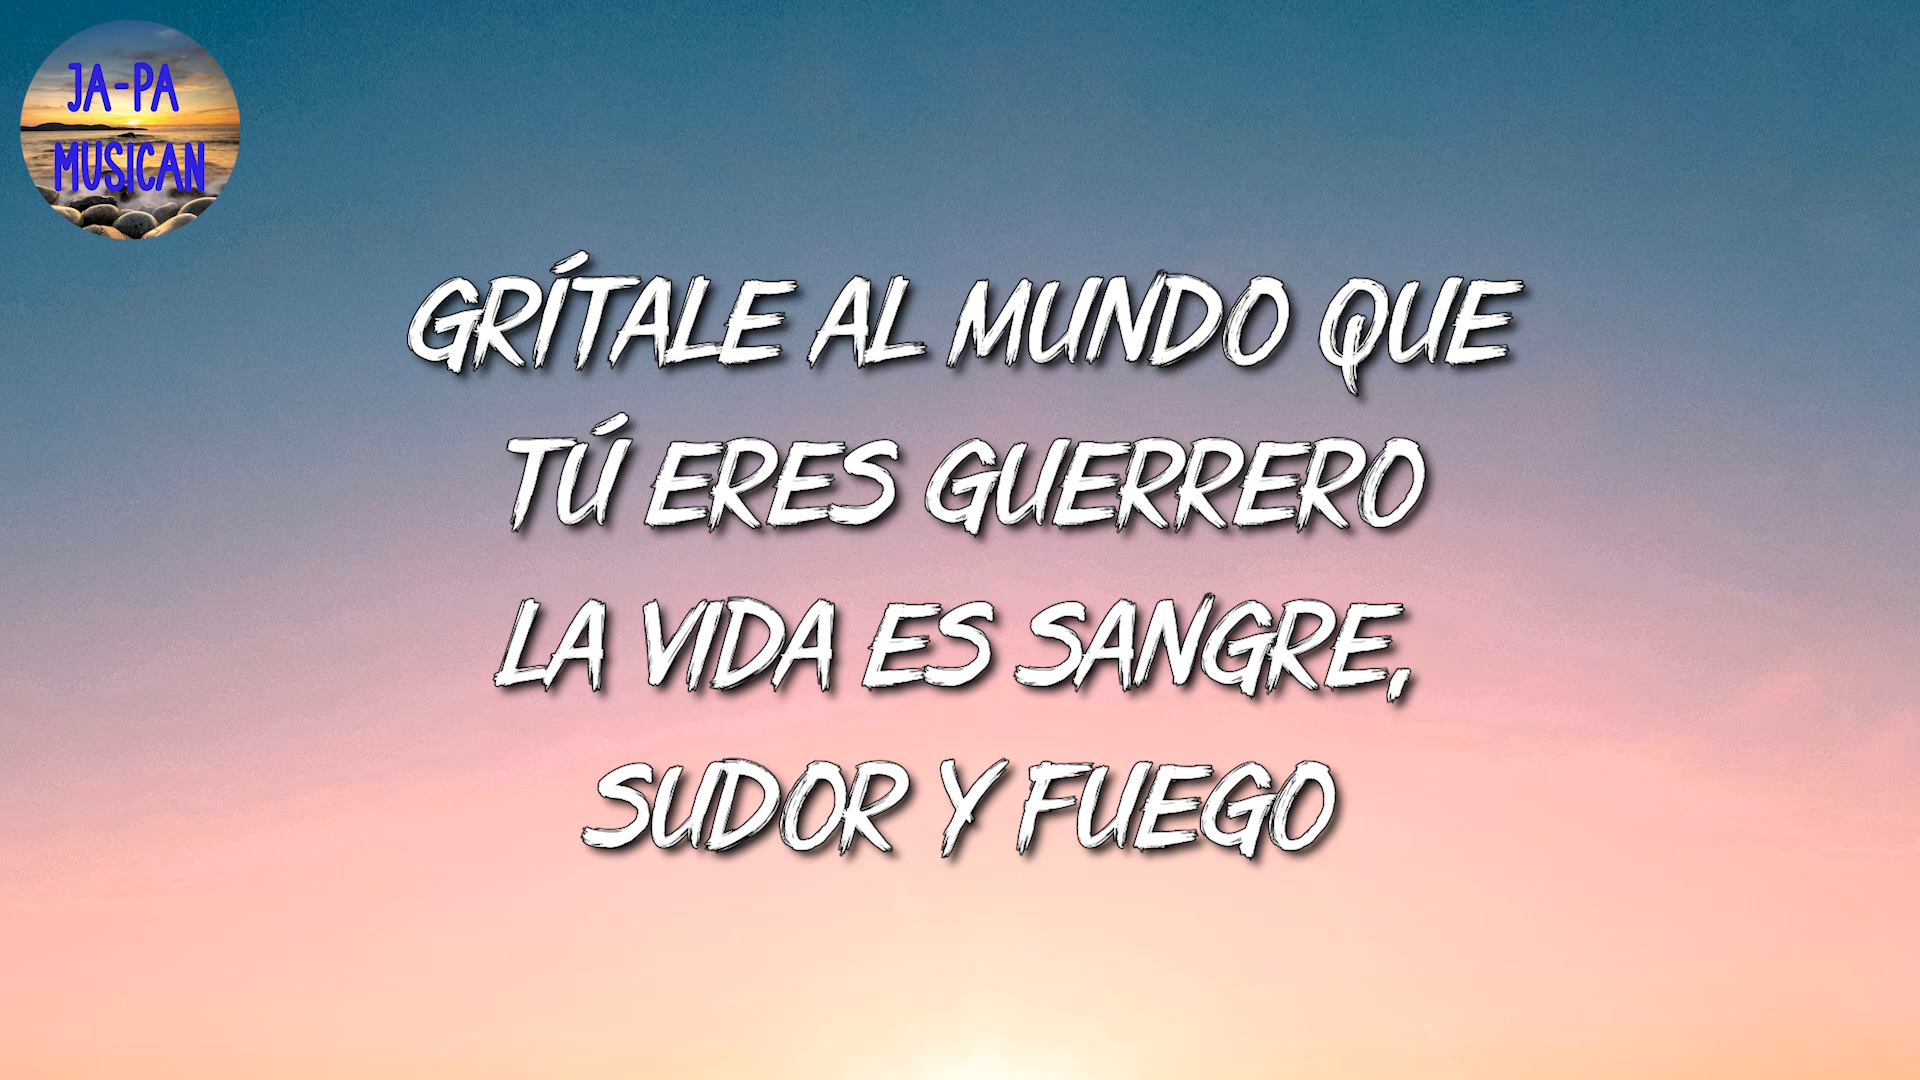 JA-PA
MUSICAN
GRÍTALE AL MUNDO QUE
TÚ ERES GUERRERO
LA VIDA ES SANGRE,
SUDOR Y FUEGO